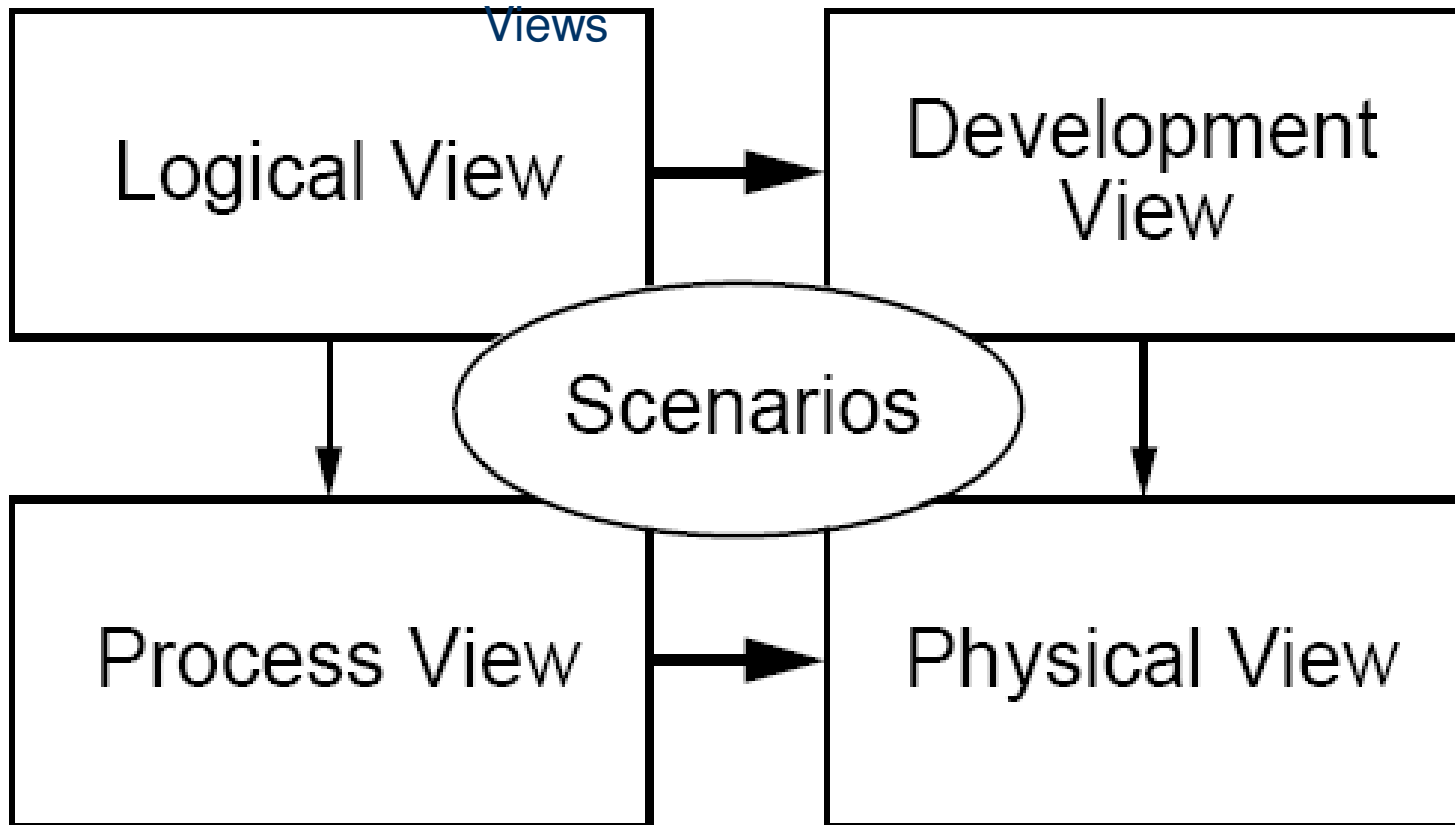 Views
Logical View
Development
View
Scenarios
Process View
Physical View